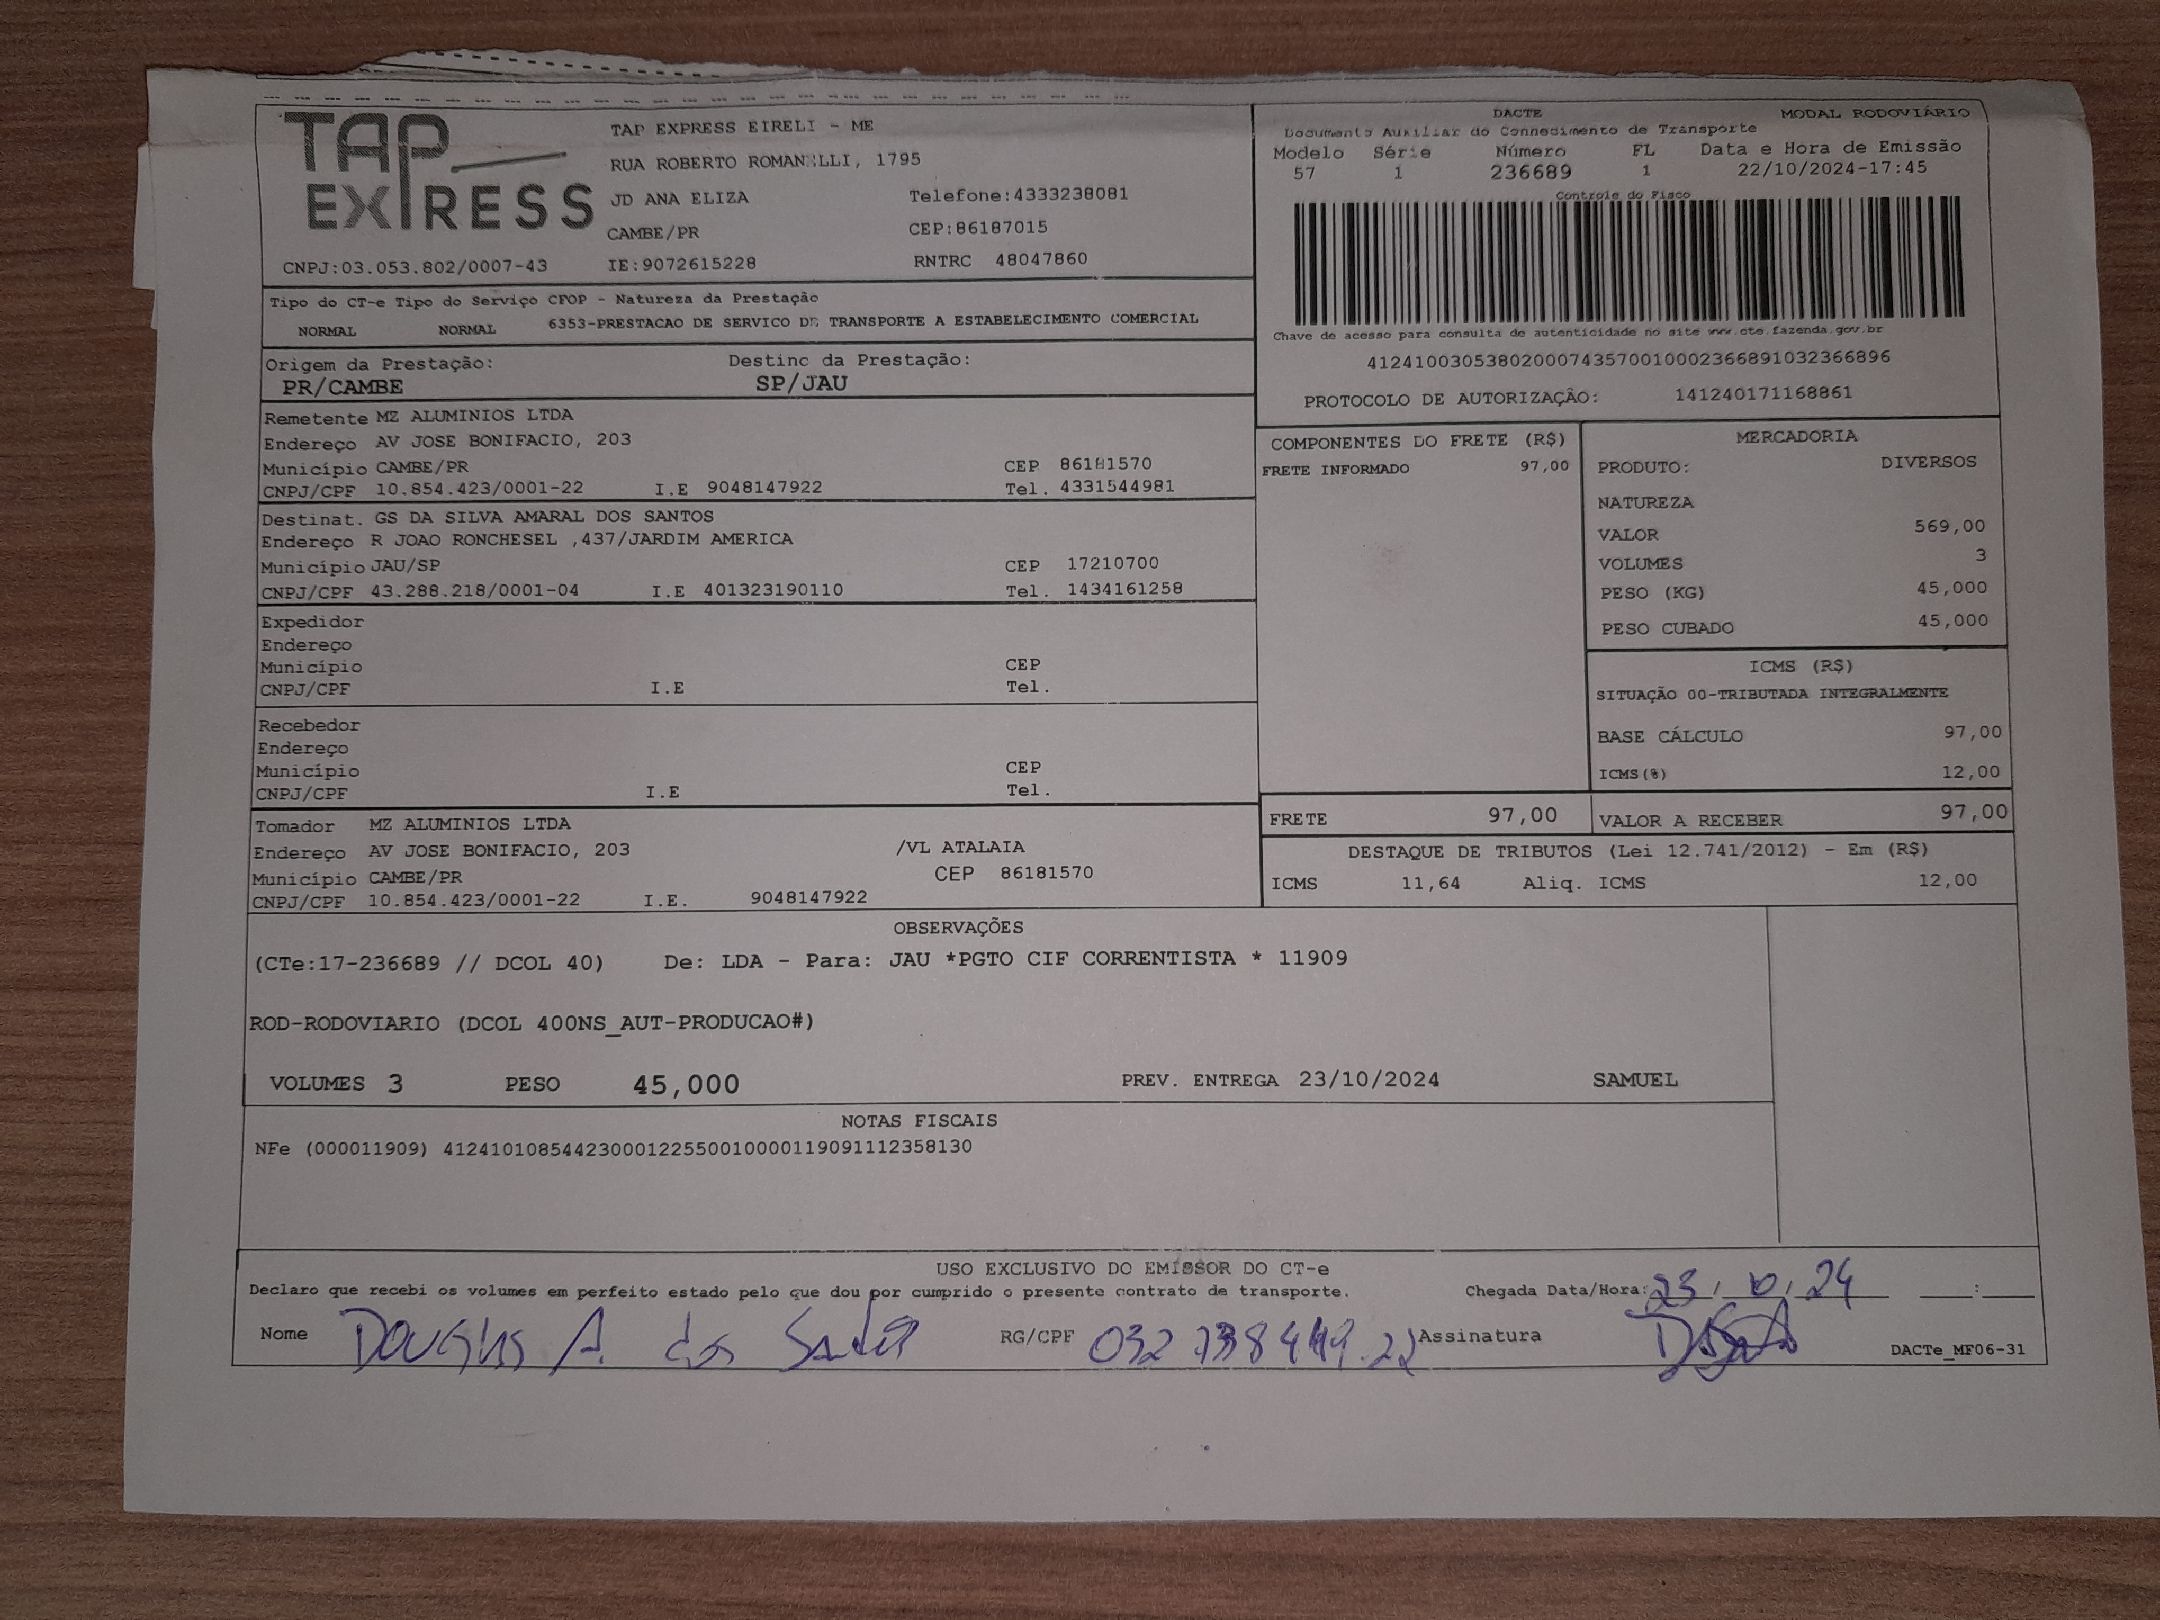 TAP EXPRESS
TAP EXPRESS EIRELI - ME
RUA ROBERTO ROMANELLI, 1795
JD ANA ELIZA Telefone:4333238081
CAMBE/PR CEP:86187015
CNPJ:03.053.802/0007-43 IE:9072615228 RNTRC 48047860
DACTE MODAL RODOVIÁRIO
Documento Auxiliar do Conhecimento de Transporte
Modelo Série Número FL Data e Hora de Emissão
57 1 236689 1 22/10/2024-17:45
Controle do Fisco
Chave de acesso para consulta de autenticidade no site www.cte.fazenda.gov.br
41241003053802000743570010002366891032366896
PROTOCOLO DE AUTORIZAÇÃO: 141240171168861
Tipo do CT-e Tipo do Serviço CFOP - Natureza da Prestação
NORMAL NORMAL 6353-PRESTACAO DE SERVICO DE TRANSPORTE A ESTABELECIMENTO COMERCIAL
Origem da Prestação: Destino da Prestação:
PR/CAMBE SP/JAU
Remetente MZ ALUMINIOS LTDA
Endereço AV JOSE BONIFACIO, 203
Município CAMBE/PR CEP 86181570
CNPJ/CPF 10.854.423/0001-22 I.E 9048147922 Tel. 4331544981
Destinat. GS DA SILVA AMARAL DOS SANTOS
Endereço R JOAO RONCHESEL ,437/JARDIM AMERICA
Município JAU/SP CEP 17210700
CNPJ/CPF 43.288.218/0001-04 I.E 401323190110 Tel. 1434161258
Expedidor
Endereço
Município CEP
CNPJ/CPF I.E Tel.
Recebedor
Endereço
Município CEP
CNPJ/CPF I.E Tel.
Tomador MZ ALUMINIOS LTDA
Endereço AV JOSE BONIFACIO, 203 /VL ATALAIA
Município CAMBE/PR CEP 86181570
CNPJ/CPF 10.854.423/0001-22 I.E. 9048147922
COMPONENTES DO FRETE (R$)
FRETE INFORMADO 97,00
MERCADORIA
PRODUTO: DIVERSOS
NATUREZA
VALOR 569,00
VOLUMES 3
PESO (KG) 45,000
PESO CUBADO 45,000
ICMS (R$)
SITUAÇÃO 00-TRIBUTADA INTEGRALMENTE
BASE CÁLCULO 97,00
ICMS(%) 12,00
FRETE 97,00 VALOR A RECEBER 97,00
DESTAQUE DE TRIBUTOS (Lei 12.741/2012) - Em (R$)
ICMS 11,64 Aliq. ICMS 12,00
OBSERVAÇÕES
(CTe:17-236689 // DCOL 40) De: LDA - Para: JAU *PGTO CIF CORRENTISTA * 11909
ROD-RODOVIARIO (DCOL 400NS_AUT-PRODUCAO#)
VOLUMES 3 PESO 45,000 PREV. ENTREGA 23/10/2024 SAMUEL
NOTAS FISCAIS
NFe (000011909) 41241010854423000122550010000119091112358130
USO EXCLUSIVO DO EMISSOR DO CT-e
Declaro que recebi os volumes em perfeito estado pelo que dou por cumprido o presente contrato de transporte. Chegada Data/Hora: 23/10/24 :
Nome Douglas A. dos Santos RG/CPF Assinatura
DACTe_MF06-31